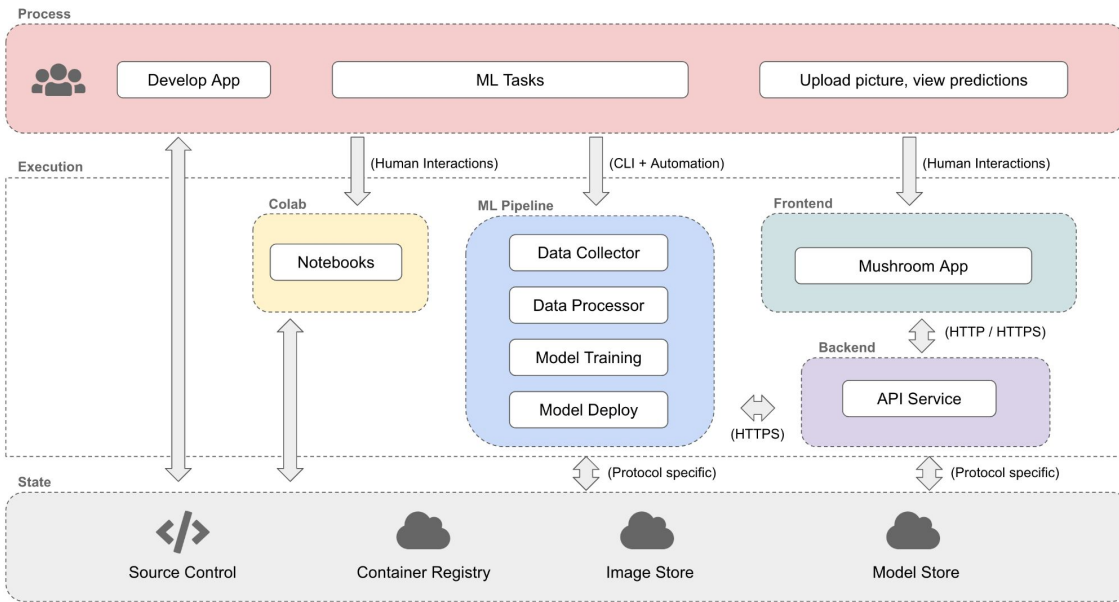 Process
Develop App
ML Tasks
Upload picture, view predictions
(Human Interactions)
(CLI + Automation)
(Human Interactions)
Execution
Colab
ML Pipeline
Frontend
Notebooks
Data Collector
Mushroom App
Data Processor
(HTTP / HTTPS)
Backend
Model Training
API Service
Model Deploy
(HTTPS)
(Protocol specific)
(Protocol specific)
State
Source Control
Container Registry
Image Store
Model Store